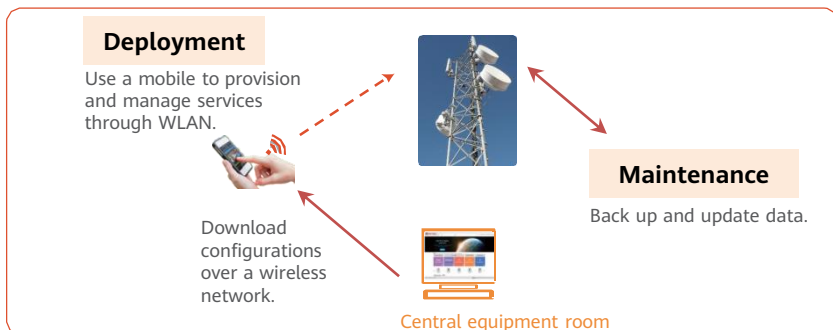 Deployment
Use a mobile to provision
and manage services
through WLAN.
Maintenance
Back up and update data.
Download
configurations
over a wireless
network.
Central equipment room